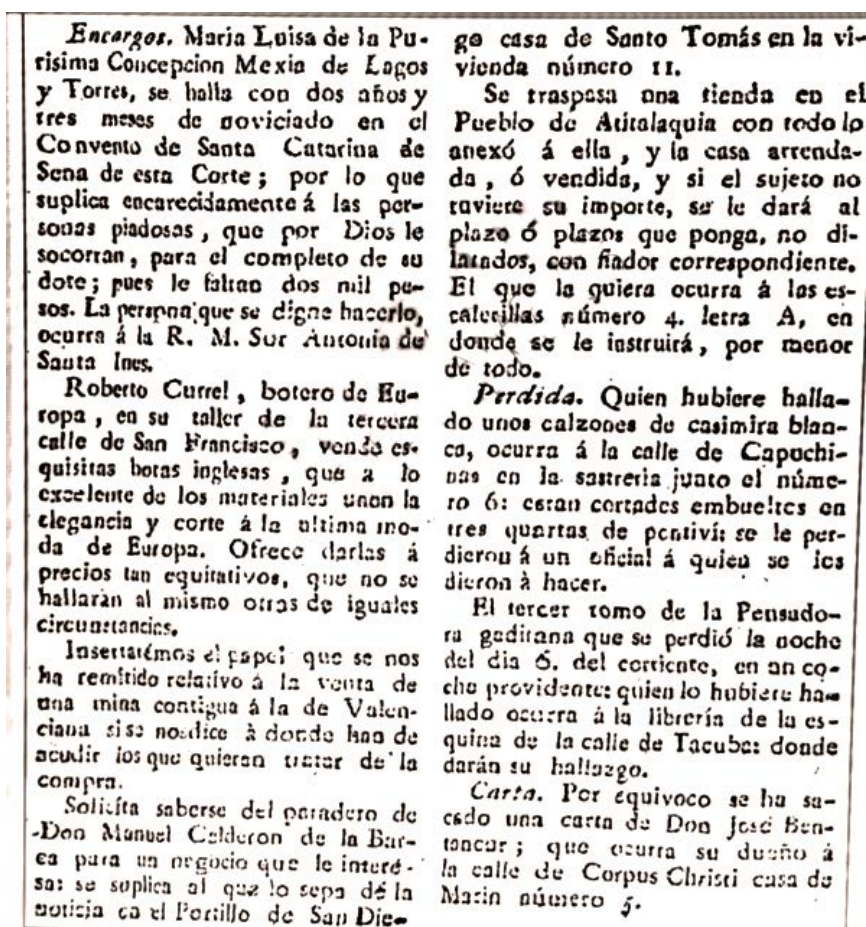 Encargos. Maria Luisa de la Pu-
risima Concepcion Mexia de Lagos
y Torres, se halla con dos años y
tres meses de noviciado en el
Convento de Santa Catarina de
Sena de esta Corte; por lo que
suplica encarecidamente á las per-
sonas piadosas, que por Dios le
socorran, para el completo de su
dote; pues le faltan dos mil pe-
sos. La persona que se digne hacerlo,
ocurra á la R. M. Sor Antonia de
Santa Ines.
Roberto Currel, botero de Eu-
ropa, en su taller de la tercera
calle de San Francisco, vende es-
quisitas botas inglesas, que a lo
excelente de los materiales unen la
elegancia y corte á la ultima mo-
da de Europa. Ofrece darlas á
precios tan equitativos, que no se
hallarán al mismo otras de iguales
circunstancias.
Insertarémos el papel que se nos
ha remitido relativo á la venta de
una mina contigua á la de Valen-
ciana si se nos dice à donde han de
acudir los que quieran tratar de la
compra.
Solicita saberse del paradero de
Don Manuel Calderon de la Bar-
ca para un negocio que le interé-
sa: se suplica al que lo sepa dé la
noticia en el Portillo de San Die-
go casa de Santo Tomás en la vi-
vienda número 11.
Se traspasa una tienda en el
Pueblo de Atitalaquia con todo lo
anexó á ella, y la casa arrenda-
da, ó vendida, y si el sujeto no
tuviere su importe, se le dará al
plazo ó plazos que ponga, no di-
latados, con fiador correspondiente.
El que la quiera ocurra á las es-
calerillas número 4. letra A, en
donde se le instruirá, por menor
de todo.
Perdida. Quien hubiere halla-
do unos calzones de casimira blan-
ca, ocurra á la calle de Capuchi-
nas en la sastreria junto el núme-
ro 6: estan cortados embueltos en
tres quartas de pontiví: se le per-
dieron á un oficial á quien se los
dieron à hacer.
El tercer tomo de la Pensado-
ra gaditana que se perdió la noche
del dia 6. del corriente, en un co-
che providente: quien lo hubiere ha-
llado ocurra á la librería de la es-
quina de la calle de Tacuba: donde
darán su hallazgo.
Carta. Por equivoco se ha sa-
cado una carta de Don José Ben-
tancur; que ocurra su dueño á
la calle de Corpus Christi casa de
Marin número 5.